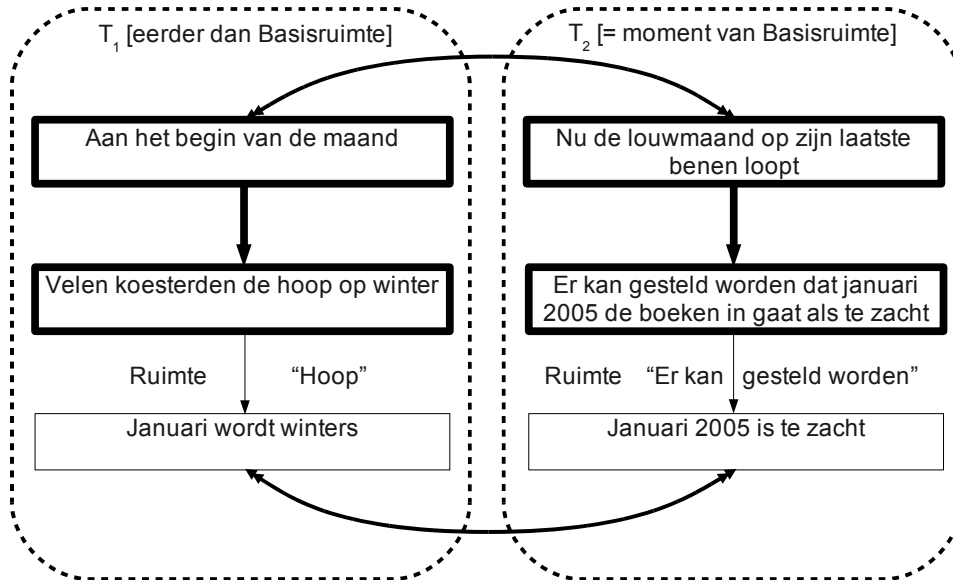 T1 [eerder dan Basisruimte]
Aan het begin van de maand
Velen koesterden de hoop op winter
Ruimte “Hoop”
Januari wordt winters
T2 [= moment van Basisruimte]
Nu de louwmaand op zijn laatste
benen loopt
Er kan gesteld worden dat januari
2005 de boeken in gaat als te zacht
Ruimte “Er kan gesteld worden”
Januari 2005 is te zacht